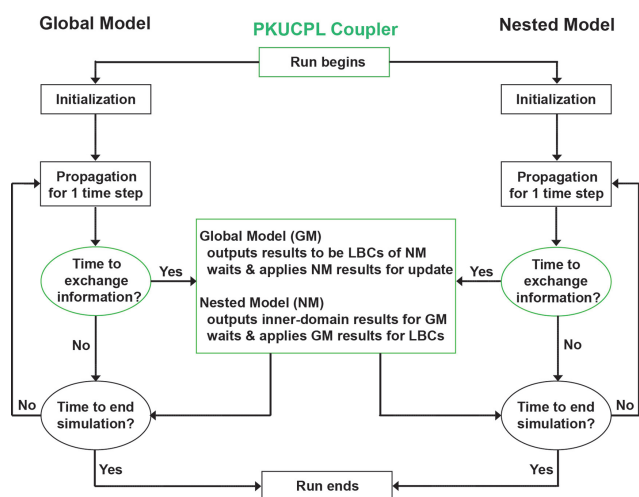 Global Model
PKUCPL Coupler
Nested Model
Run begins
Initialization
Initialization
Propagation
for 1 time step
Propagation
for 1 time step
Global Model (GM)
outputs results to be LBCs of NM
waits & applies NM results for update
Nested Model (NM)
outputs inner-domain results for GM
waits & applies GM results for LBCs
Time to
exchange
information?
Yes
Yes
Time to
exchange
information?
No
No
No
Time to end
simulation?
Time to end
simulation?
No
Yes
Run ends
Yes